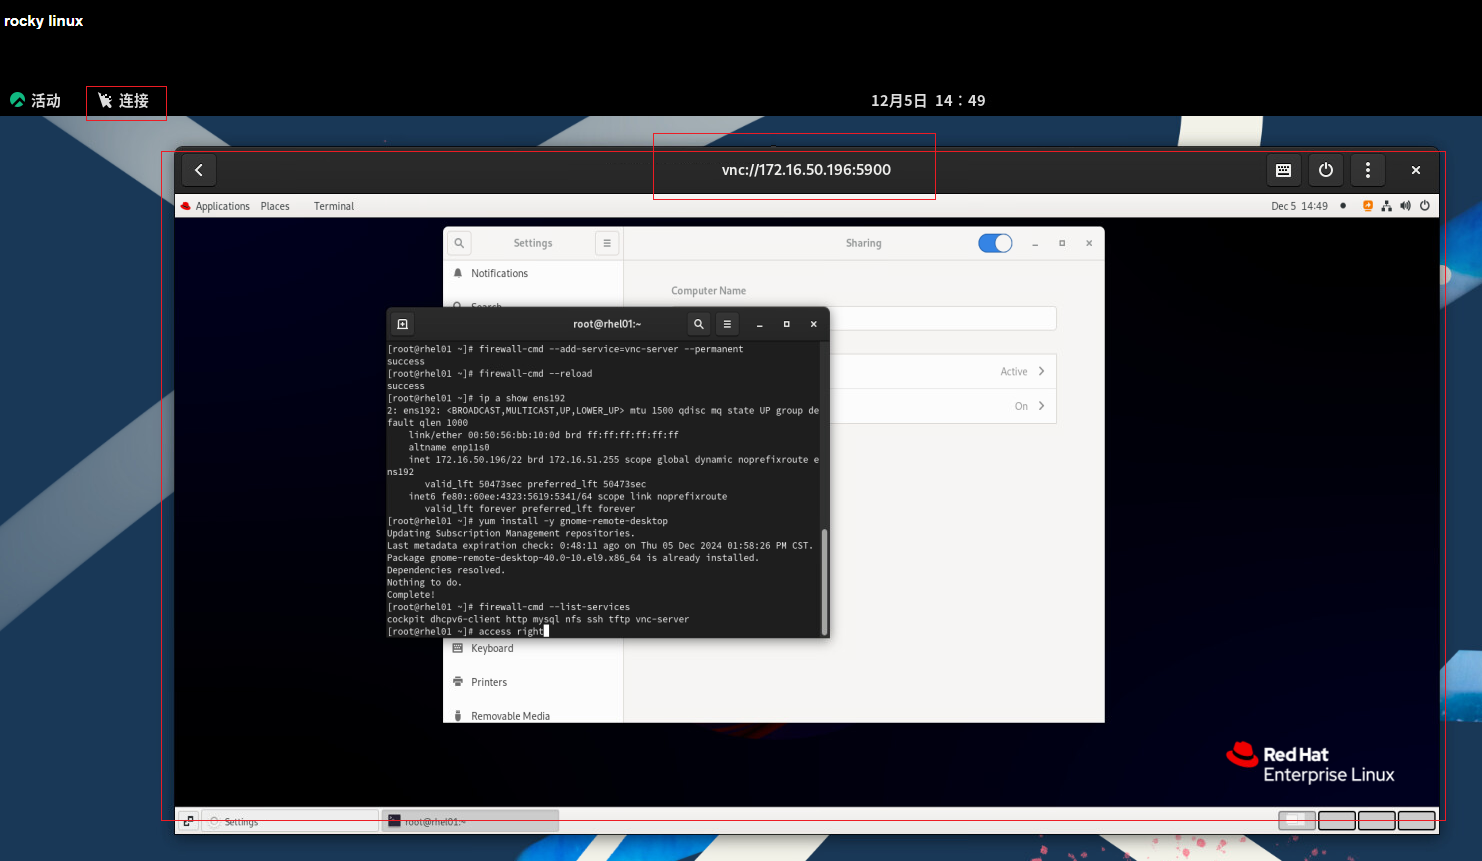 rocky linux
活动
连接
12月5日 14：49
vnc://172.16.50.196:5900
Applications Places Terminal
Dec 5 14:49
Settings
Sharing
Notifications
Computer Name
Search
root@rhel01:~
[root@rhel01 ~]# firewall-cmd --add-service=vnc-server --permanent
success
[root@rhel01 ~]# firewall-cmd --reload
success
[root@rhel01 ~]# ip a show ens192
2: ens192: <BROADCAST,MULTICAST,UP,LOWER_UP> mtu 1500 qdisc mq state UP group de
fault qlen 1000
link/ether 00:50:56:bb:10:0d brd ff:ff:ff:ff:ff:ff
altname enp11s0
inet 172.16.50.196/22 brd 172.16.51.255 scope global dynamic noprefixroute e
ns192
valid_lft 50473sec preferred_lft 50473sec
inet6 fe80::60ee:4323:5619:5341/64 scope link noprefixroute
valid_lft forever preferred_lft forever
[root@rhel01 ~]# yum install -y gnome-remote-desktop
Updating Subscription Management repositories.
Last metadata expiration check: 0:48:11 ago on Thu 05 Dec 2024 01:58:26 PM CST.
Package gnome-remote-desktop-40.0-10.el9.x86_64 is already installed.
Dependencies resolved.
Nothing to do.
Complete!
[root@rhel01 ~]# firewall-cmd --list-services
cockpit dhcpv6-client http mysql nfs ssh tftp vnc-server
[root@rhel01 ~]# access right
Active
On
Keyboard
Printers
Removable Media
Red Hat
Enterprise Linux
Settings
root@rhel01:~